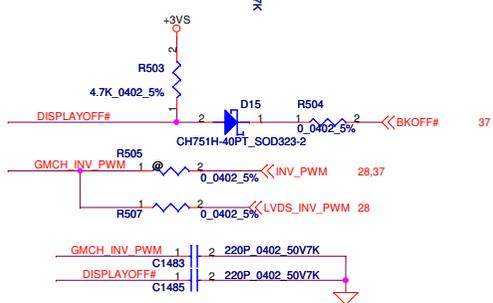 7K
+3VS
2
R503
4.7K_0402_5%
1
DISPLAYOFF#
2
D15
1
CH751H-40PT_SOD323-2
R504
1
2
0_0402_5%
BKOFF#
37
GMCH_INV_PWM
R505
1
@
2
0_0402_5%
INV_PWM
28,37
R507
1
2
0_0402_5%
LVDS_INV_PWM
28
GMCH_INV_PWM
1
2
220P_0402_50V7K
C1483
DISPLAYOFF#
1
2
220P_0402_50V7K
C1485